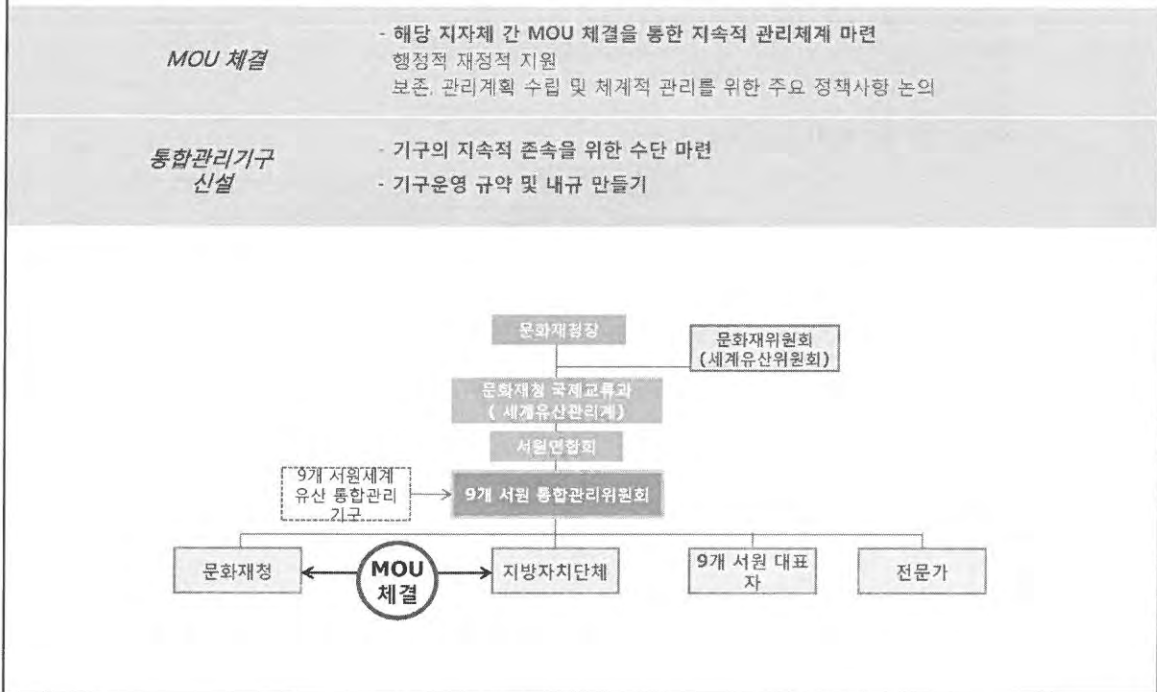 MOU 체결
- 해당 지자체 간 MOU 체결을 통한 지속적 관리체계 마련
행정적 재정적 지원
보존, 관리계획 수립 및 체계적 관리를 위한 주요 정책사항 논의
통합관리기구
신설
- 기구의 지속적 존속을 위한 수단 마련
- 기구운영 규약 및 내규 만들기
문화재청장
문화재위원회
(세계유산위원회)
문화재청 국제교류과
( 세계유산관리계)
서원연합회
9개 서원세계
유산 통합관리
기구
9개 서원 통합관리위원회
문화재청
MOU
체결
지방자치단체
9개 서원 대표
자
전문가